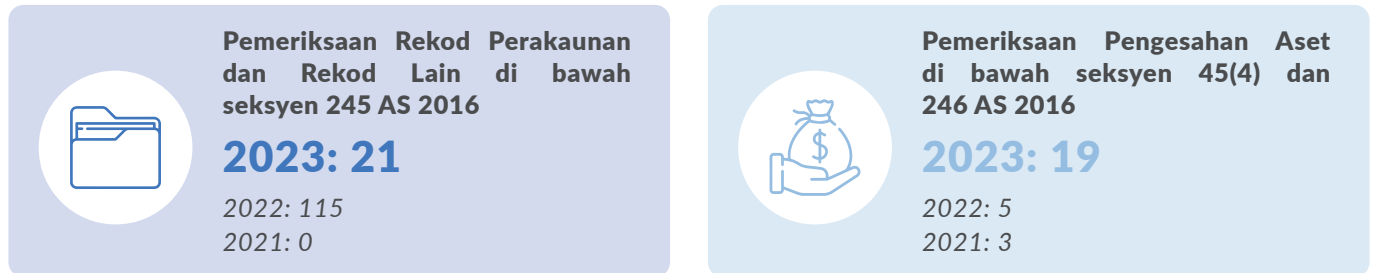 Pemeriksaan Rekod Perakaunan
dan Rekod Lain di bawah
seksyen 245 AS 2016
2023: 21
2022: 115
2021: 0
Pemeriksaan Pengesahan Aset
di bawah seksyen 45(4) dan
246 AS 2016
$
2023: 19
2022: 5
2021: 3